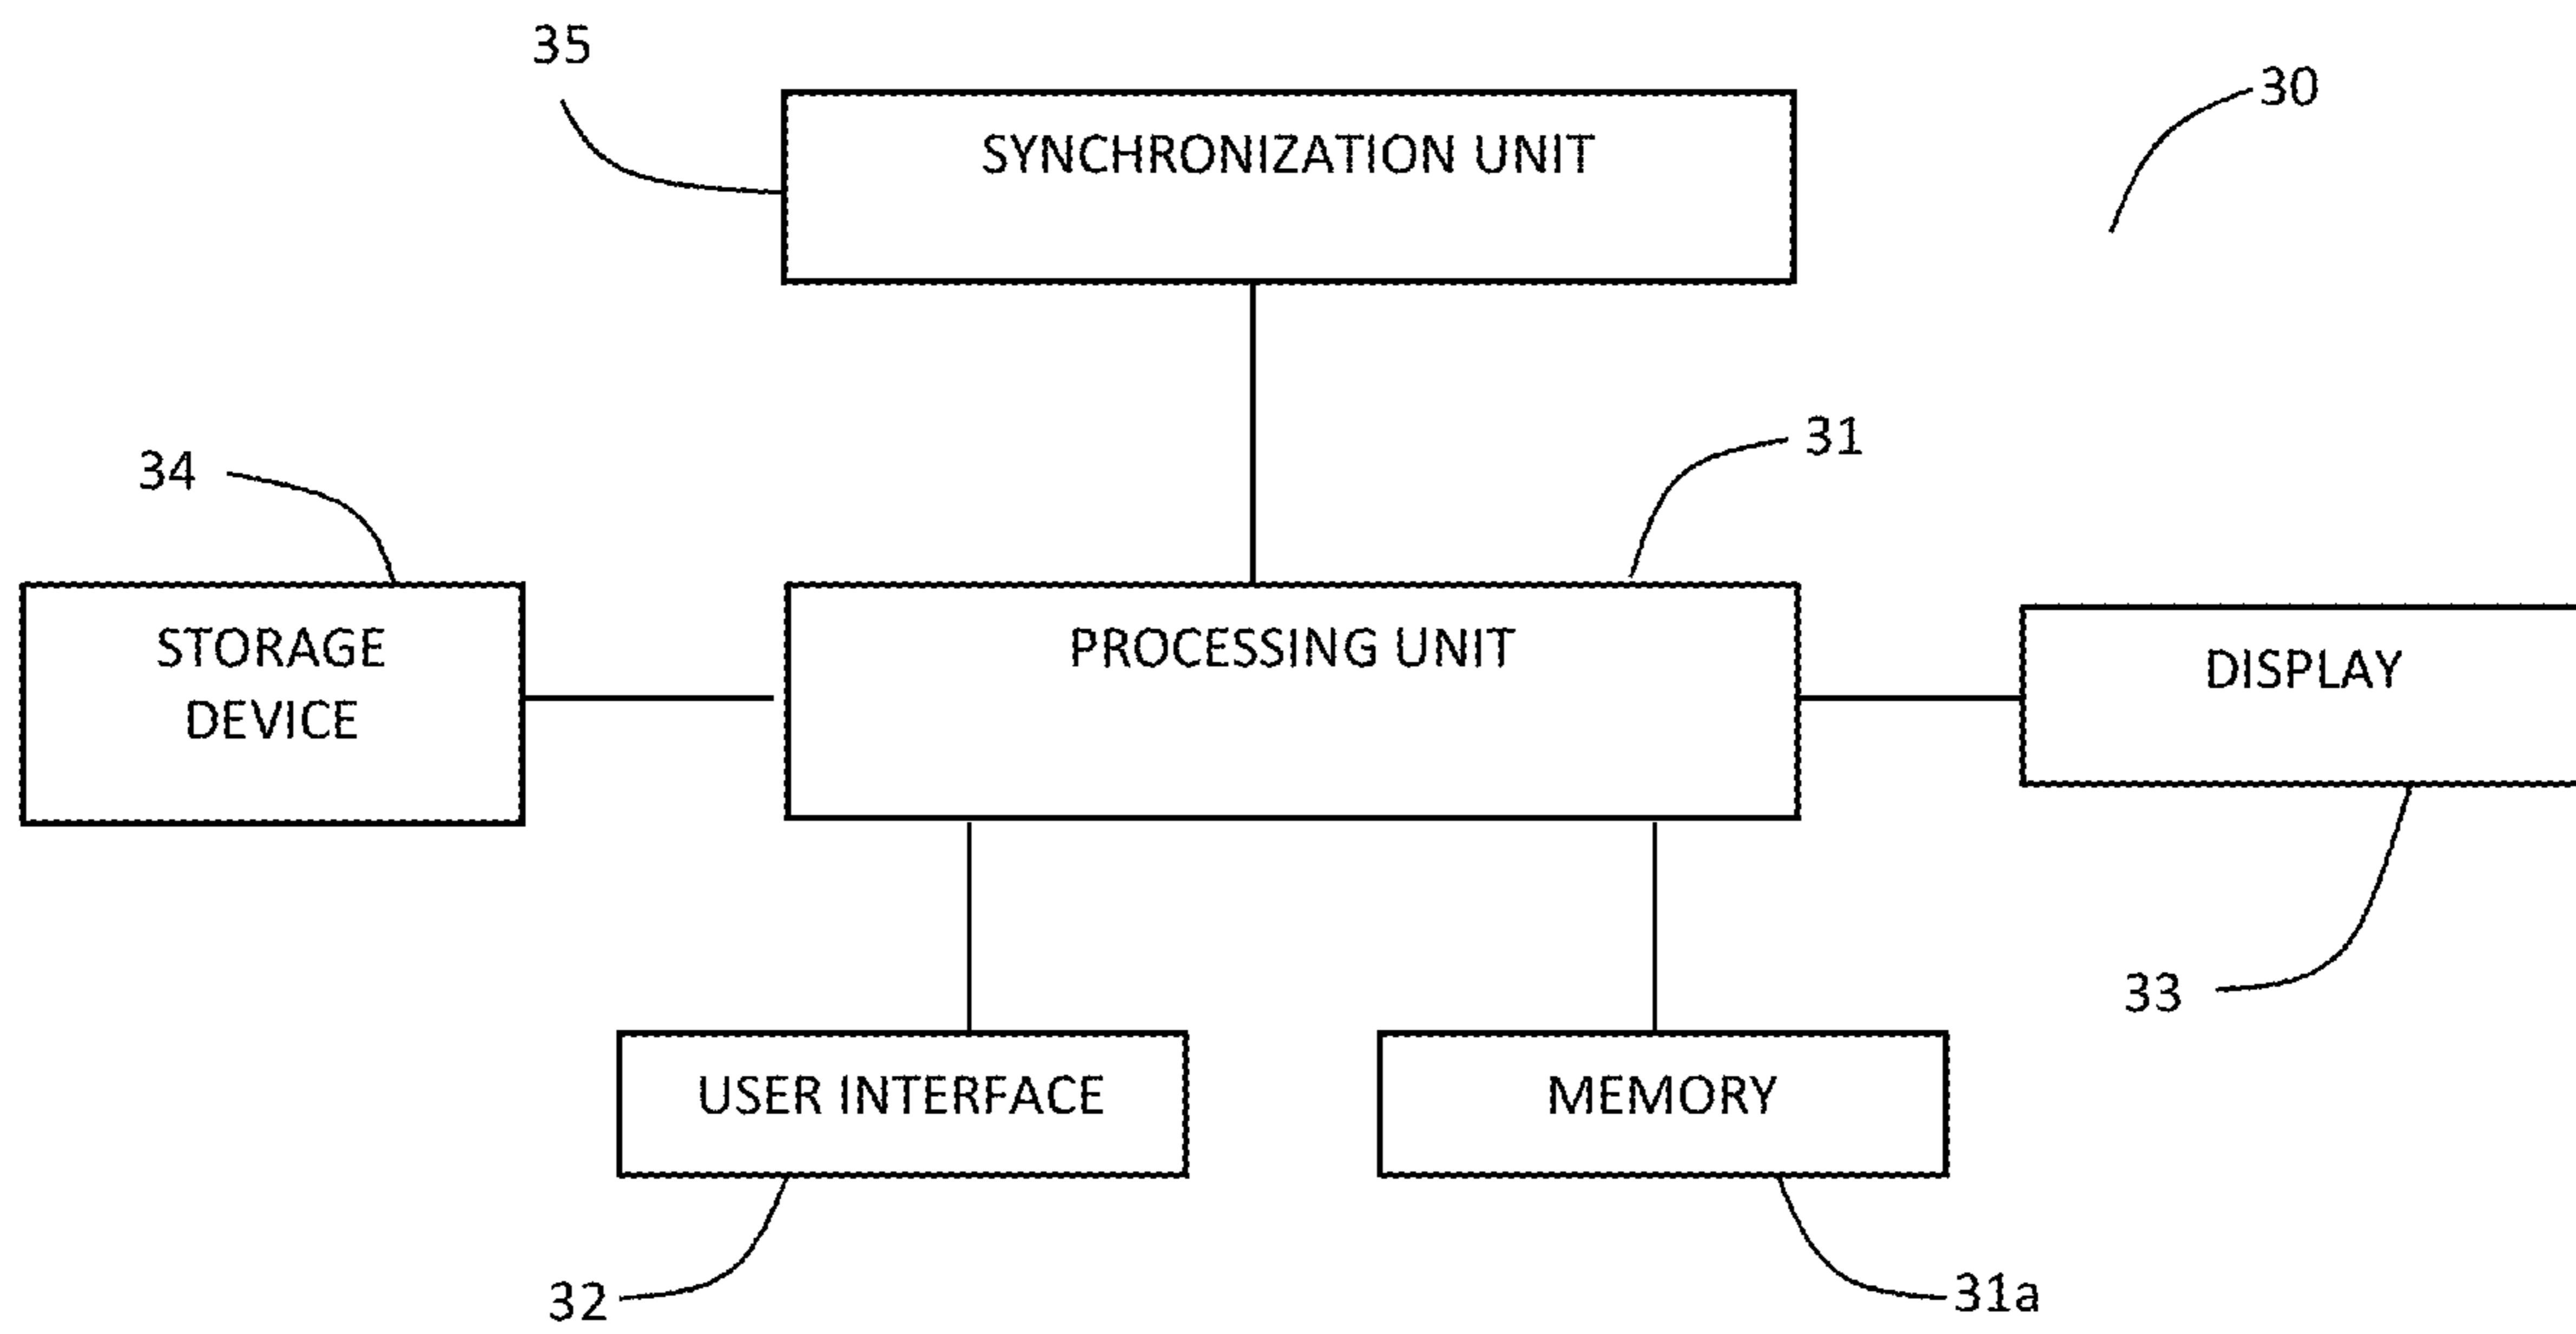 35
30
SYNCHRONIZATION UNIT
31
34
STORAGE
DEVICE
PROCESSING UNIT
DISPLAY
33
USER INTERFACE
MEMORY
32
31a